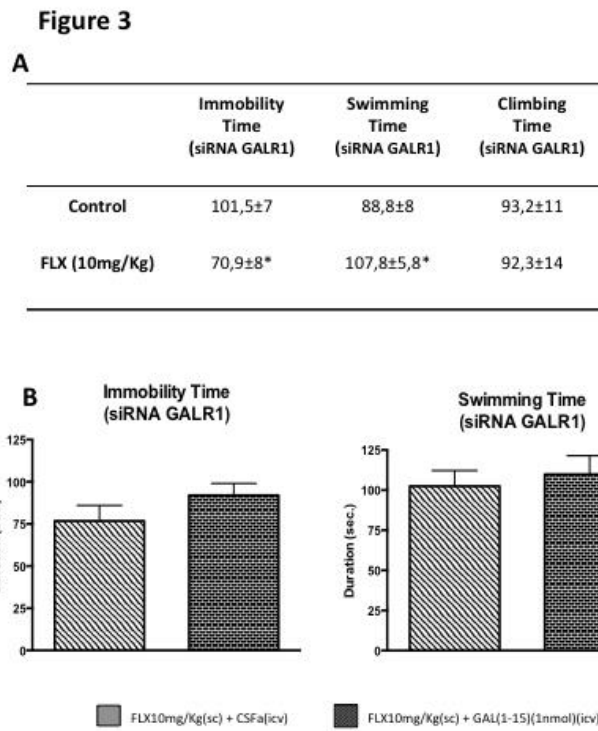 Figure 3
A
Immobility Time (siRNA GALR1) Swimming Time (siRNA GALR1) Climbing Time (siRNA GALR1)
Control 101,5±7 88,8±8 93,2±11
FLX (10mg/Kg) 70,9±8* 107,8±5,8* 92,3±14
B
Immobility Time
(siRNA GALR1)
125
100
75
50
25
0
Swimming Time
(siRNA GALR1)
Duration (sec.)
125
100
75
50
25
0
FLX10mg/Kg(sc) + CSFa(icv)
FLX10mg/Kg(sc) + GAL(1-15)(1nmol)(icv)